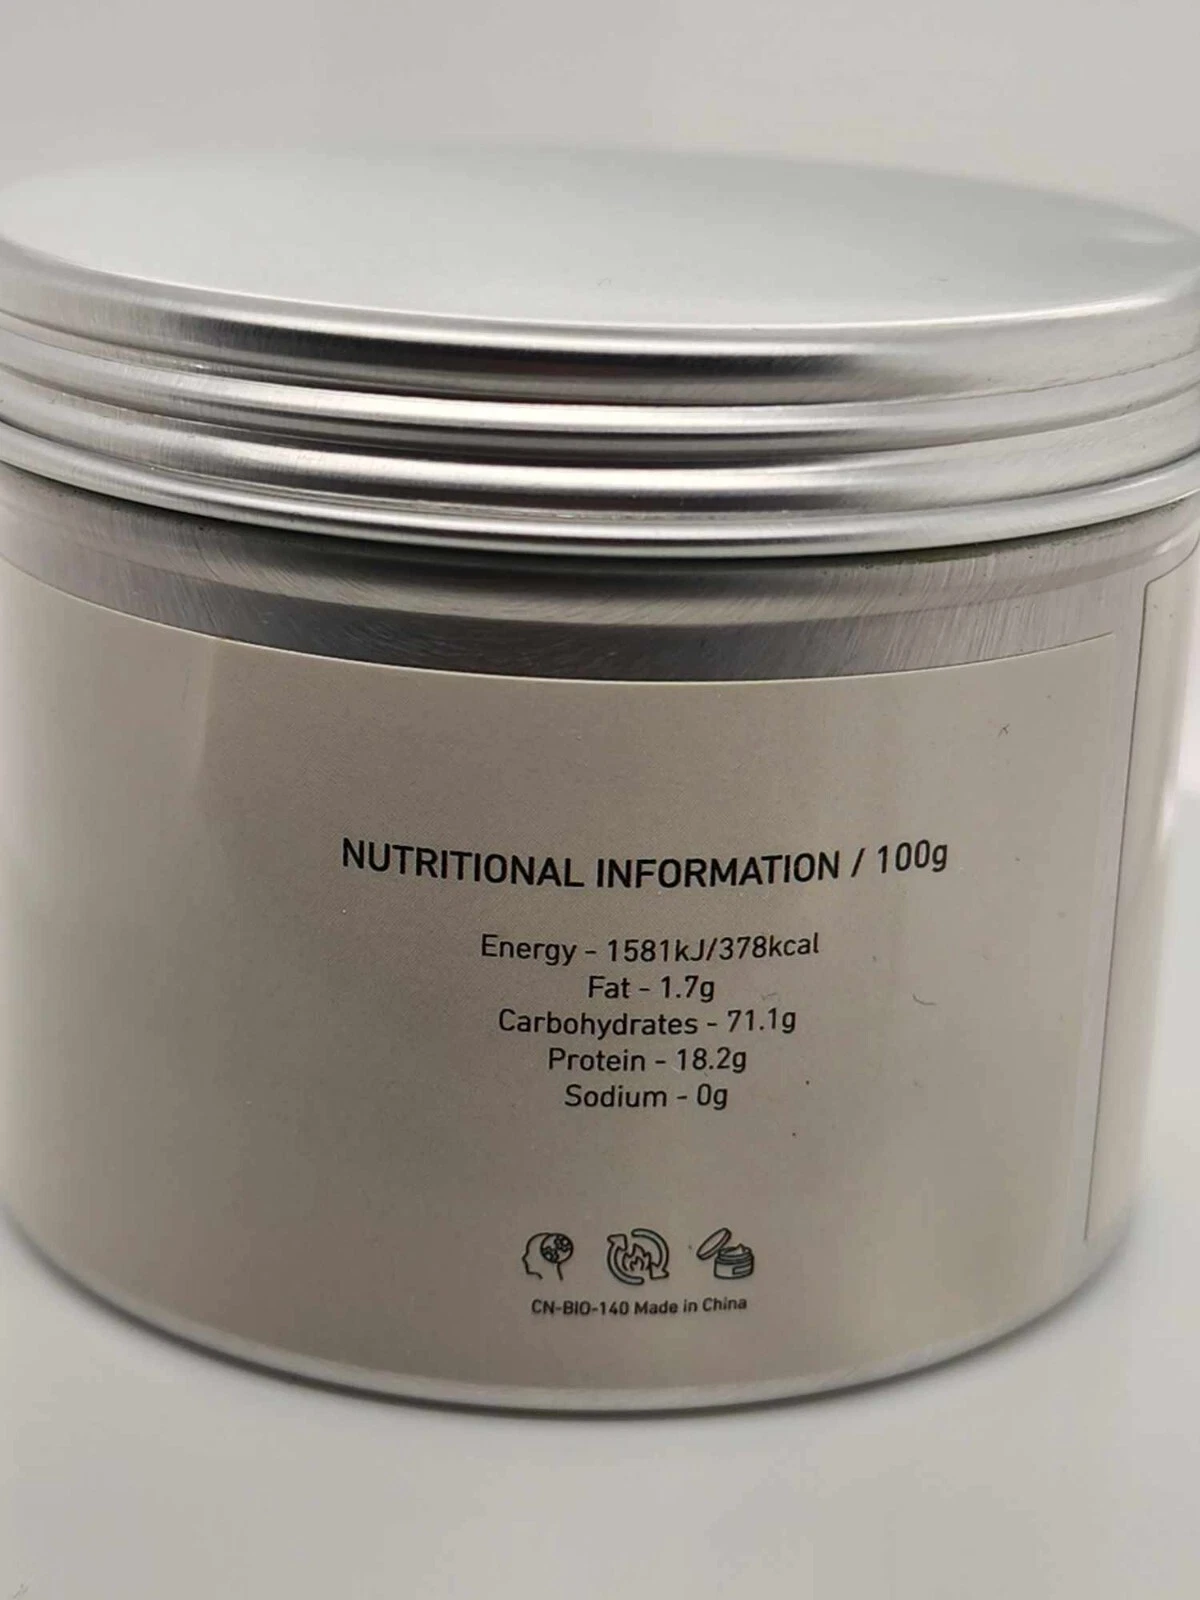 NUTRITIONAL INFORMATION / 100g
Energy - 1581kJ/378kcal
Fat - 1.7g
Carbohydrates - 71.1g
Protein - 18.2g
Sodium - 0g
CN-BIO-140 Made in China